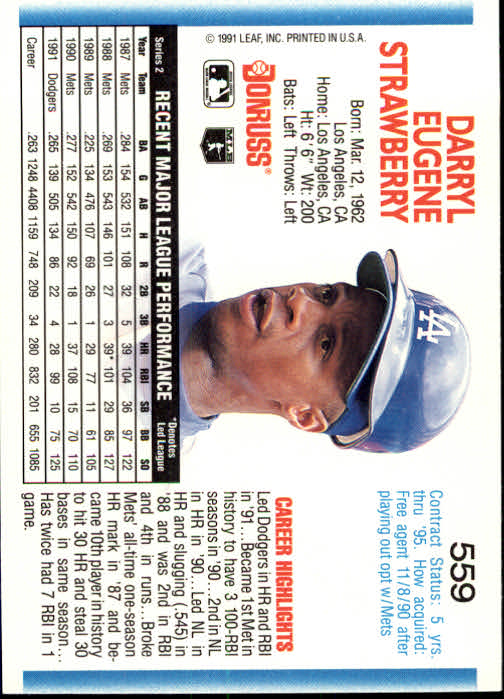 559
DARRYL
EUGENE
STRAWBERRY
Born: Mar. 12, 1962
Los Angeles, CA
Home: Los Angeles, CA
Ht: 6' 6" Wt: 200
Bats: Left Throws: Left
DONRUSS®
MLB
© 1991 LEAF, INC. PRINTED IN U.S.A.
LA
Contract Status: 5 yrs.
thru '95. How acquired:
Free agent 11/8/90 after
playing out opt w/Mets
CAREER HIGHLIGHTS
Led Dodgers in HR and RBI
in '91...Became 1st Met in
history to have 3 100-RBI
seasons in '90...2nd in NL
in HR in '90...Led NL in
HR and slugging (.545) in
'88 and was 2nd in RBI
and 4th in runs...Broke
Mets' all-time one-season
HR mark in '87 and be-
came 10th player in history
to hit 30 HR and steal 30
bases in same season...
Has twice had 7 RBI in 1
game.
Series 2 RECENT MAJOR LEAGUE PERFORMANCE *Denotes Led League
Year Team BA G AB H R 2B 3B HR RBI SB BB SO
1987 Mets .284 154 532 151 108 32 5 39 104 36 97 122
1988 Mets .269 153 543 146 101 27 3 39* 101 29 85 127
1989 Mets .225 134 476 107 69 26 1 29 77 11 61 105
1990 Mets .277 152 542 150 92 18 1 37 108 15 70 110
1991 Dodgers .265 139 505 134 86 22 4 28 99 10 75 125
Career .263 1248 4408 1159 748 209 34 280 832 201 655 1085